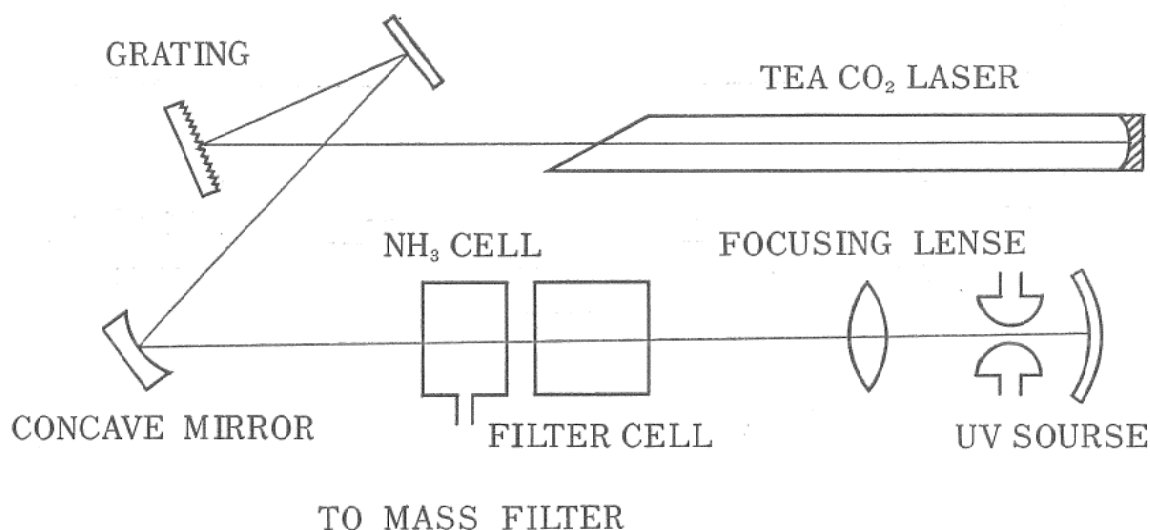 GRATING
TEA CO₂ LASER
NH₃ CELL
FOCUSING LENSE
CONCAVE MIRROR
FILTER CELL
UV SOURSE
TO MASS FILTER